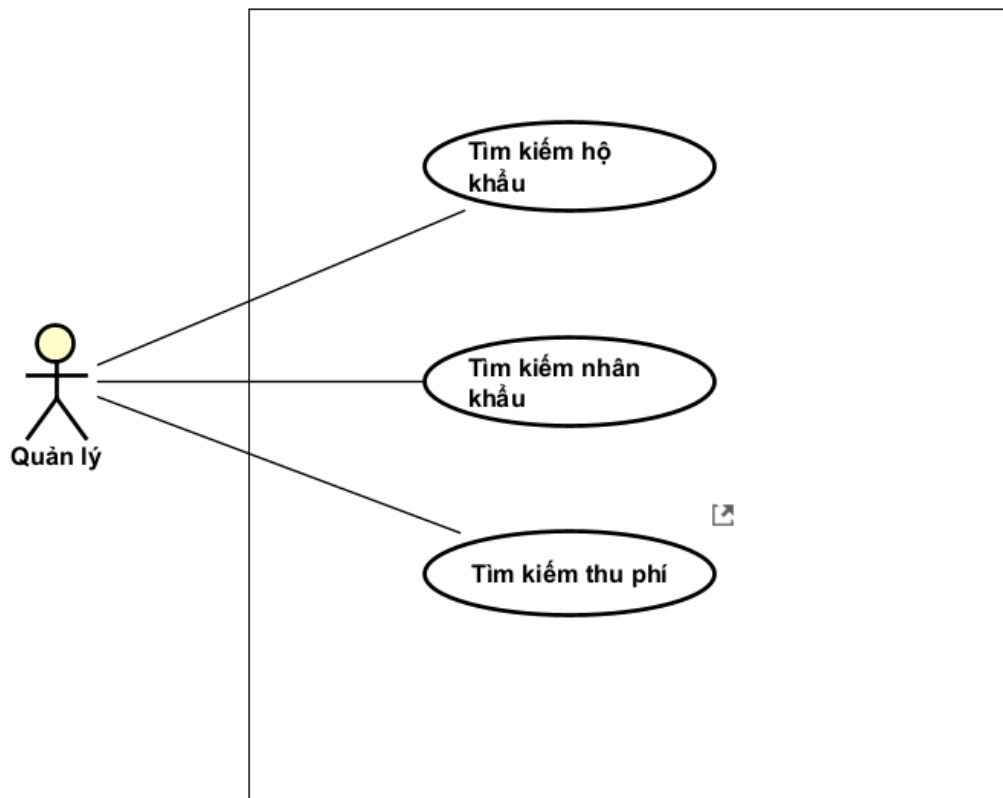 Tìm kiếm hộ
khẩu
Tìm kiếm nhân
khẩu
Quản lý
Tìm kiếm thu phí